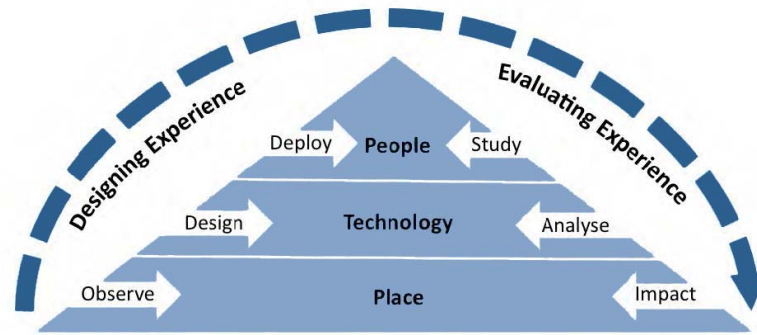 Designing Experience
Evaluating Experience
Deploy
People
Study
Design
Technology
Analyse
Observe
Place
Impact